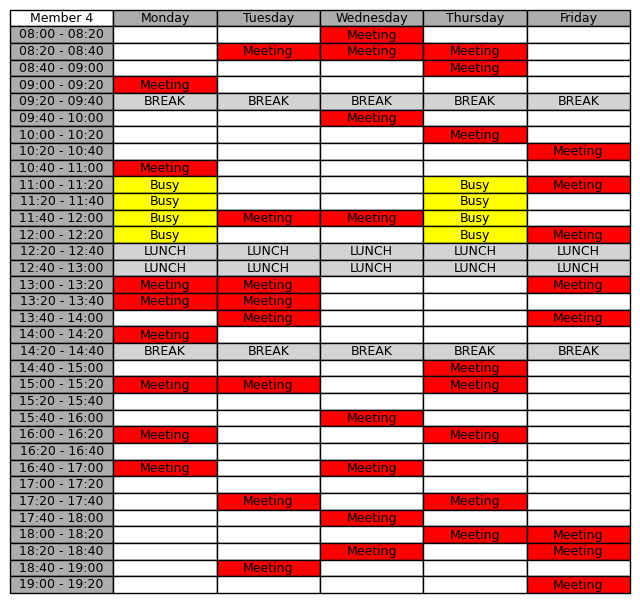 Member 4 Monday Tuesday Wednesday Thursday Friday
08:00 - 08:20 Meeting
08:20 - 08:40 Meeting Meeting Meeting
08:40 - 09:00 Meeting
09:00 - 09:20 Meeting
09:20 - 09:40 BREAK BREAK BREAK BREAK BREAK
09:40 - 10:00 Meeting
10:00 - 10:20 Meeting
10:20 - 10:40 Meeting
10:40 - 11:00 Meeting
11:00 - 11:20 Busy Busy Meeting
11:20 - 11:40 Busy Busy
11:40 - 12:00 Busy Meeting Meeting Busy
12:00 - 12:20 Busy Busy Meeting
12:20 - 12:40 LUNCH LUNCH LUNCH LUNCH LUNCH
12:40 - 13:00 LUNCH LUNCH LUNCH LUNCH LUNCH
13:00 - 13:20 Meeting Meeting Meeting
13:20 - 13:40 Meeting Meeting
13:40 - 14:00 Meeting Meeting
14:00 - 14:20 Meeting
14:20 - 14:40 BREAK BREAK BREAK BREAK BREAK
14:40 - 15:00 Meeting
15:00 - 15:20 Meeting Meeting Meeting
15:20 - 15:40
15:40 - 16:00 Meeting
16:00 - 16:20 Meeting Meeting
16:20 - 16:40
16:40 - 17:00 Meeting Meeting
17:00 - 17:20
17:20 - 17:40 Meeting Meeting
17:40 - 18:00 Meeting
18:00 - 18:20 Meeting Meeting
18:20 - 18:40 Meeting Meeting
18:40 - 19:00 Meeting
19:00 - 19:20 Meeting